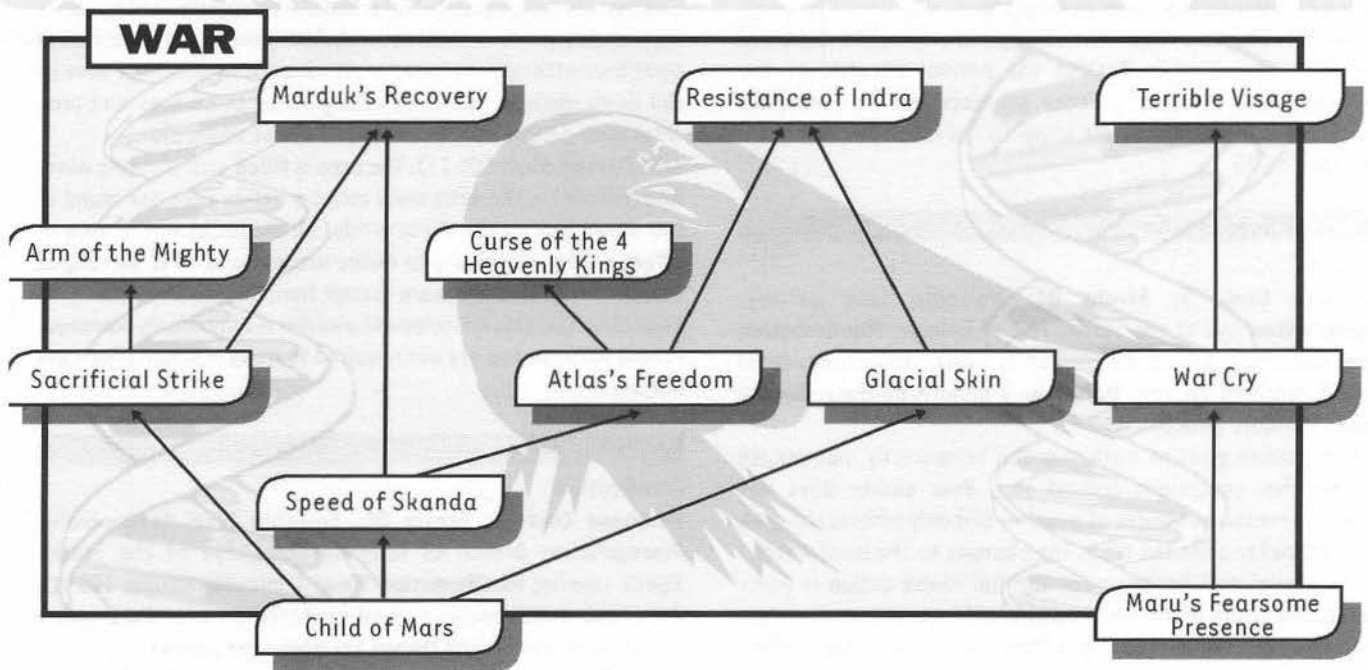 WAR
Marduk's Recovery
Resistance of Indra
Terrible Visage
Arm of the Mighty
Curse of the 4
Heavenly Kings
Sacrificial Strike
Atlas's Freedom
Glacial Skin
War Cry
Speed of Skanda
Child of Mars
Maru's Fearsome
Presence